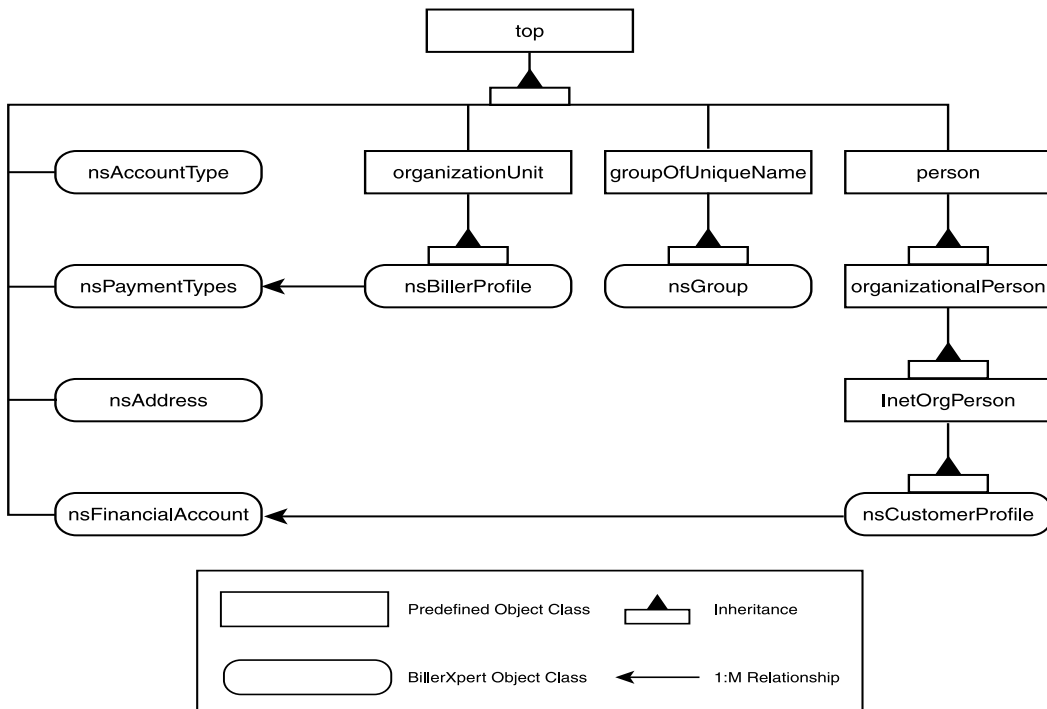 top
nsAccountType
organizationUnit
groupOfUniqueName
person
nsPaymentTypes
nsBillerProfile
nsGroup
organizationalPerson
nsAddress
InetOrgPerson
nsFinancialAccount
nsCustomerProfile
Predefined Object Class
Inheritance
BillerXpert Object Class
1:M Relationship